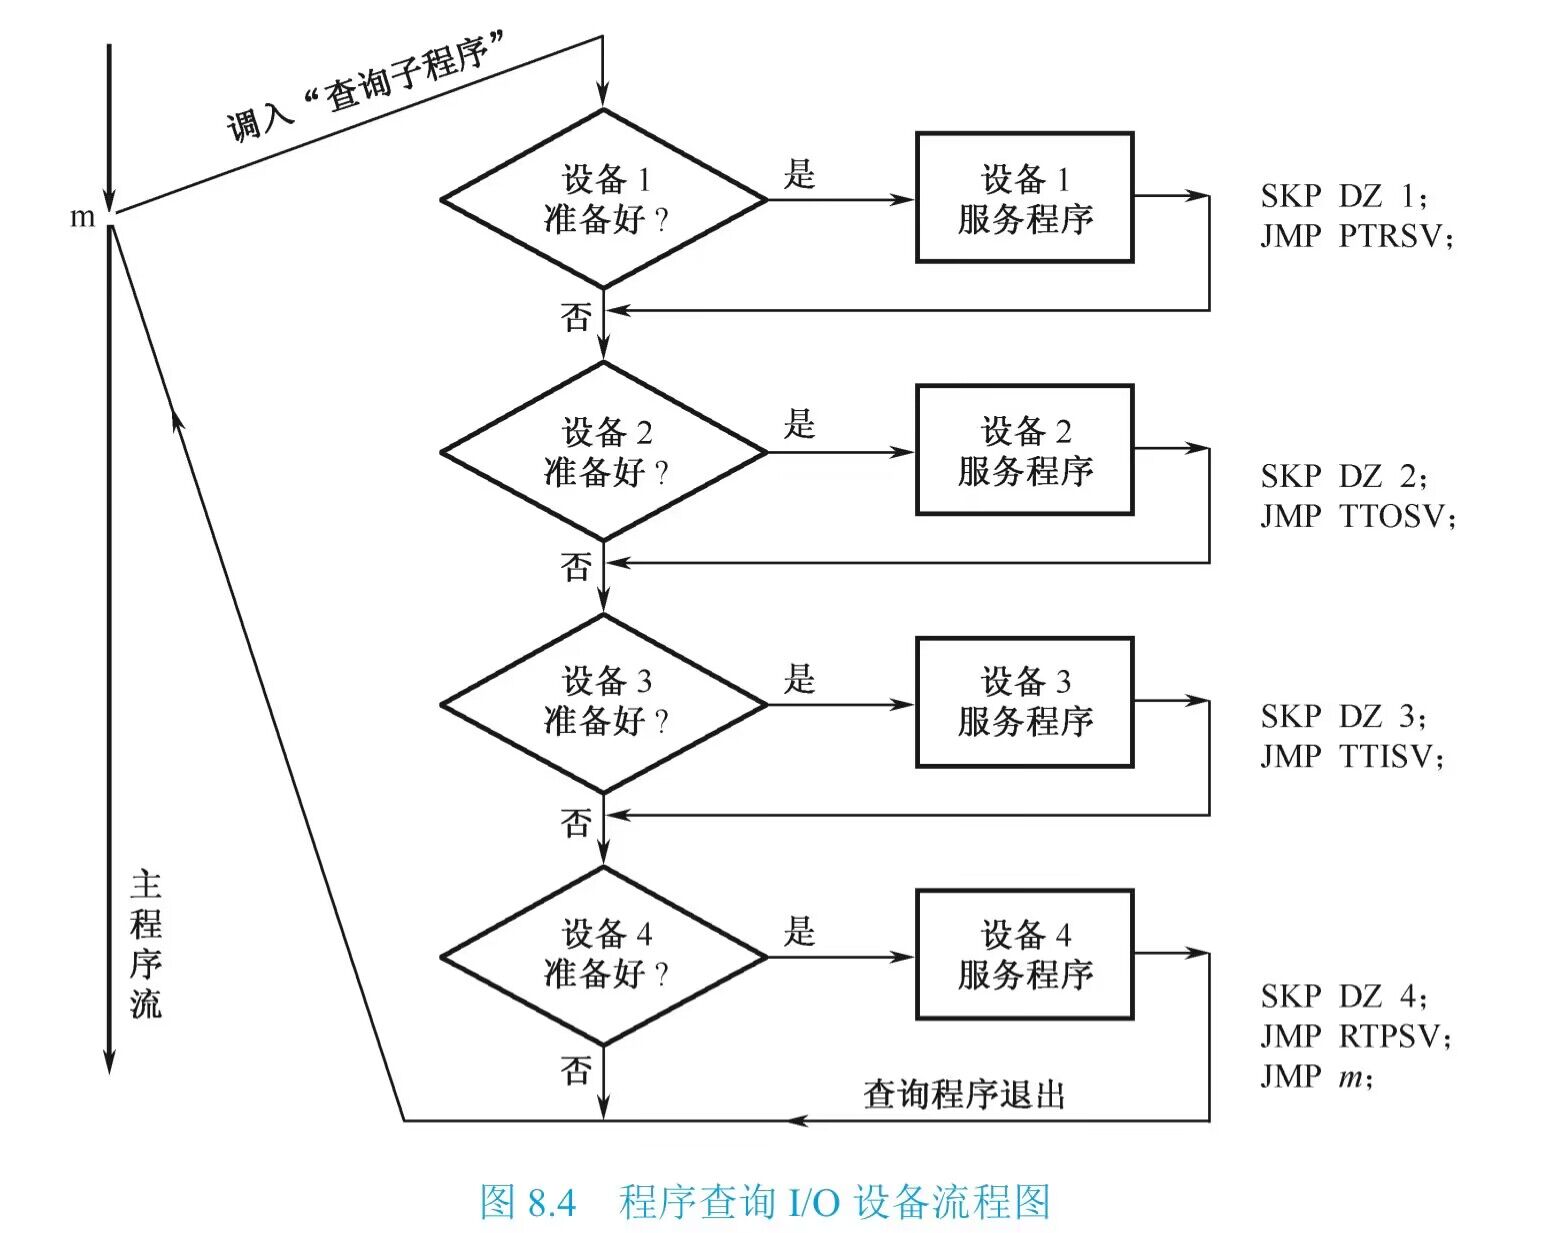 调入“查询子程序”
m
设备 1
准备好？
是
设备 1
服务程序
SKP DZ 1；
JMP PTRSV；
否
设备 2
准备好？
是
设备 2
服务程序
SKP DZ 2；
JMP TTOSV；
否
设备 3
准备好？
是
设备 3
服务程序
SKP DZ 3；
JMP TTISV；
否
主程序流
设备 4
准备好？
是
设备 4
服务程序
SKP DZ 4；
JMP RTPSV；
JMP m；
否
查询程序退出
图 8.4 程序查询 I/O 设备流程图